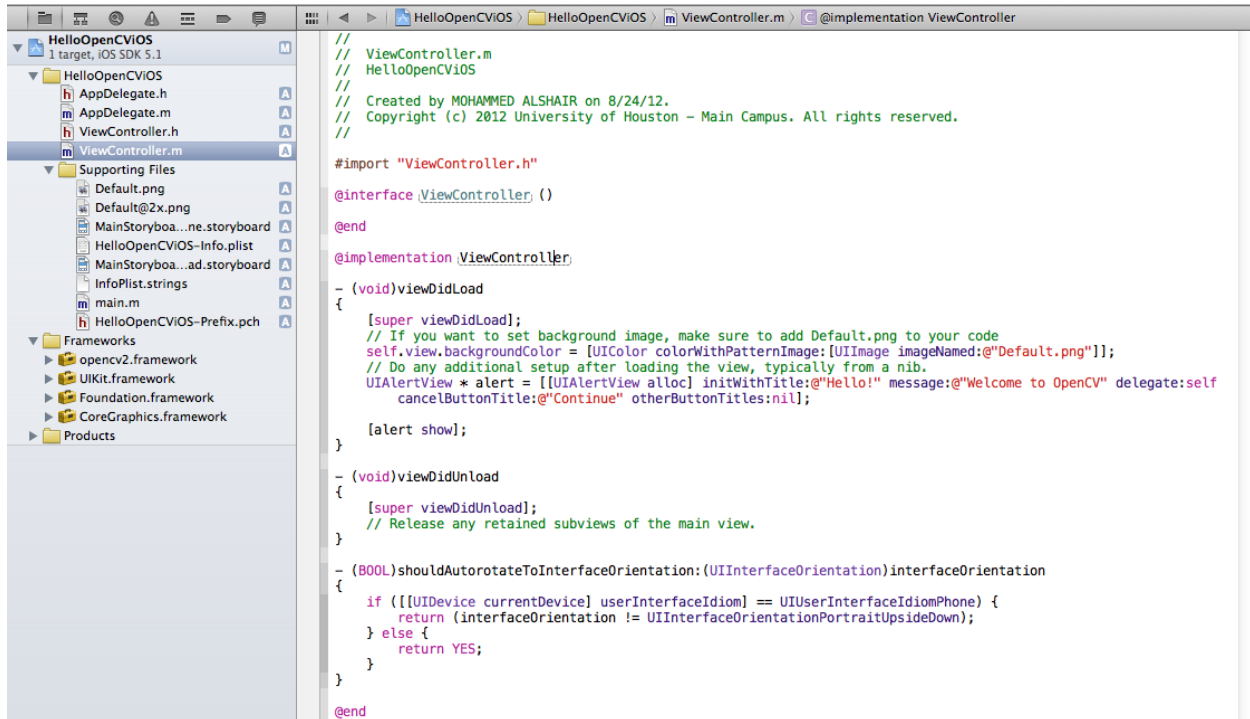 HelloOpenCViOS 〉 HelloOpenCViOS 〉 m ViewController.m 〉 C @implementation ViewController
HelloOpenCViOS M
1 target, iOS SDK 5.1
HelloOpenCViOS
h AppDelegate.h A
m AppDelegate.m A
h ViewController.h A
m ViewController.m A
Supporting Files
Default.png A
Default@2x.png A
MainStoryboa...ne.storyboard A
HelloOpenCViOS-Info.plist A
MainStoryboa...ad.storyboard A
InfoPlist.strings A
m main.m A
h HelloOpenCViOS-Prefix.pch A
Frameworks
opencv2.framework
UIKit.framework
Foundation.framework
CoreGraphics.framework
Products
//
//  ViewController.m
//  HelloOpenCViOS
//
//  Created by MOHAMMED ALSHAIR on 8/24/12.
//  Copyright (c) 2012 University of Houston – Main Campus. All rights reserved.
//
#import "ViewController.h"
@interface ViewController ()
@end
@implementation ViewController
- (void)viewDidLoad
{
    [super viewDidLoad];
    // If you want to set background image, make sure to add Default.png to your code
    self.view.backgroundColor = [UIColor colorWithPatternImage:[UIImage imageNamed:@"Default.png"]];
    // Do any additional setup after loading the view, typically from a nib.
    UIAlertView * alert = [[UIAlertView alloc] initWithTitle:@"Hello!" message:@"Welcome to OpenCV" delegate:self
        cancelButtonTitle:@"Continue" otherButtonTitles:nil];
    [alert show];
}
- (void)viewDidUnload
{
    [super viewDidUnload];
    // Release any retained subviews of the main view.
}
- (BOOL)shouldAutorotateToInterfaceOrientation:(UIInterfaceOrientation)interfaceOrientation
{
    if ([[UIDevice currentDevice] userInterfaceIdiom] == UIUserInterfaceIdiomPhone) {
        return (interfaceOrientation != UIInterfaceOrientationPortraitUpsideDown);
    } else {
        return YES;
    }
}
@end